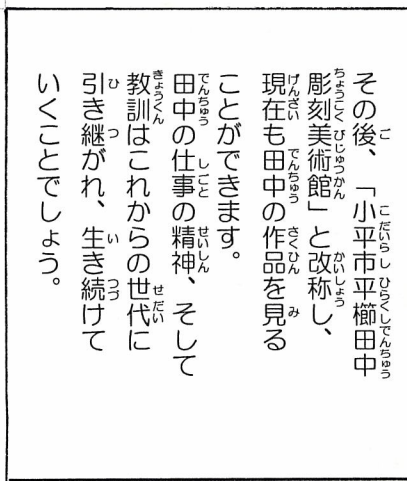 その後、「小平市平櫛田中
彫刻美術館」と改称し、
現在も田中の作品を見る
ことができます。
田中の仕事の精神、そして
教訓はこれからの世代に
引き継がれ、生き続けて
いくことでしょう。